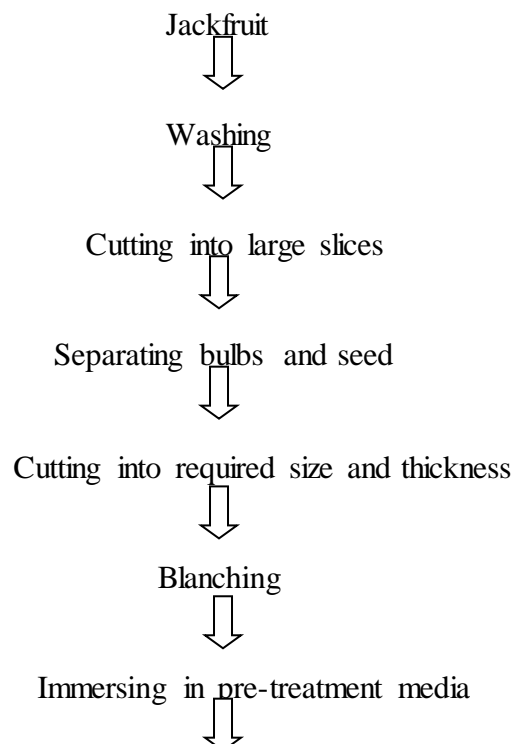 Jackfruit
Washing
Cutting into large slices
Separating bulbs and seed
Cutting into required size and thickness
Blanching
Immersing in pre-treatment media